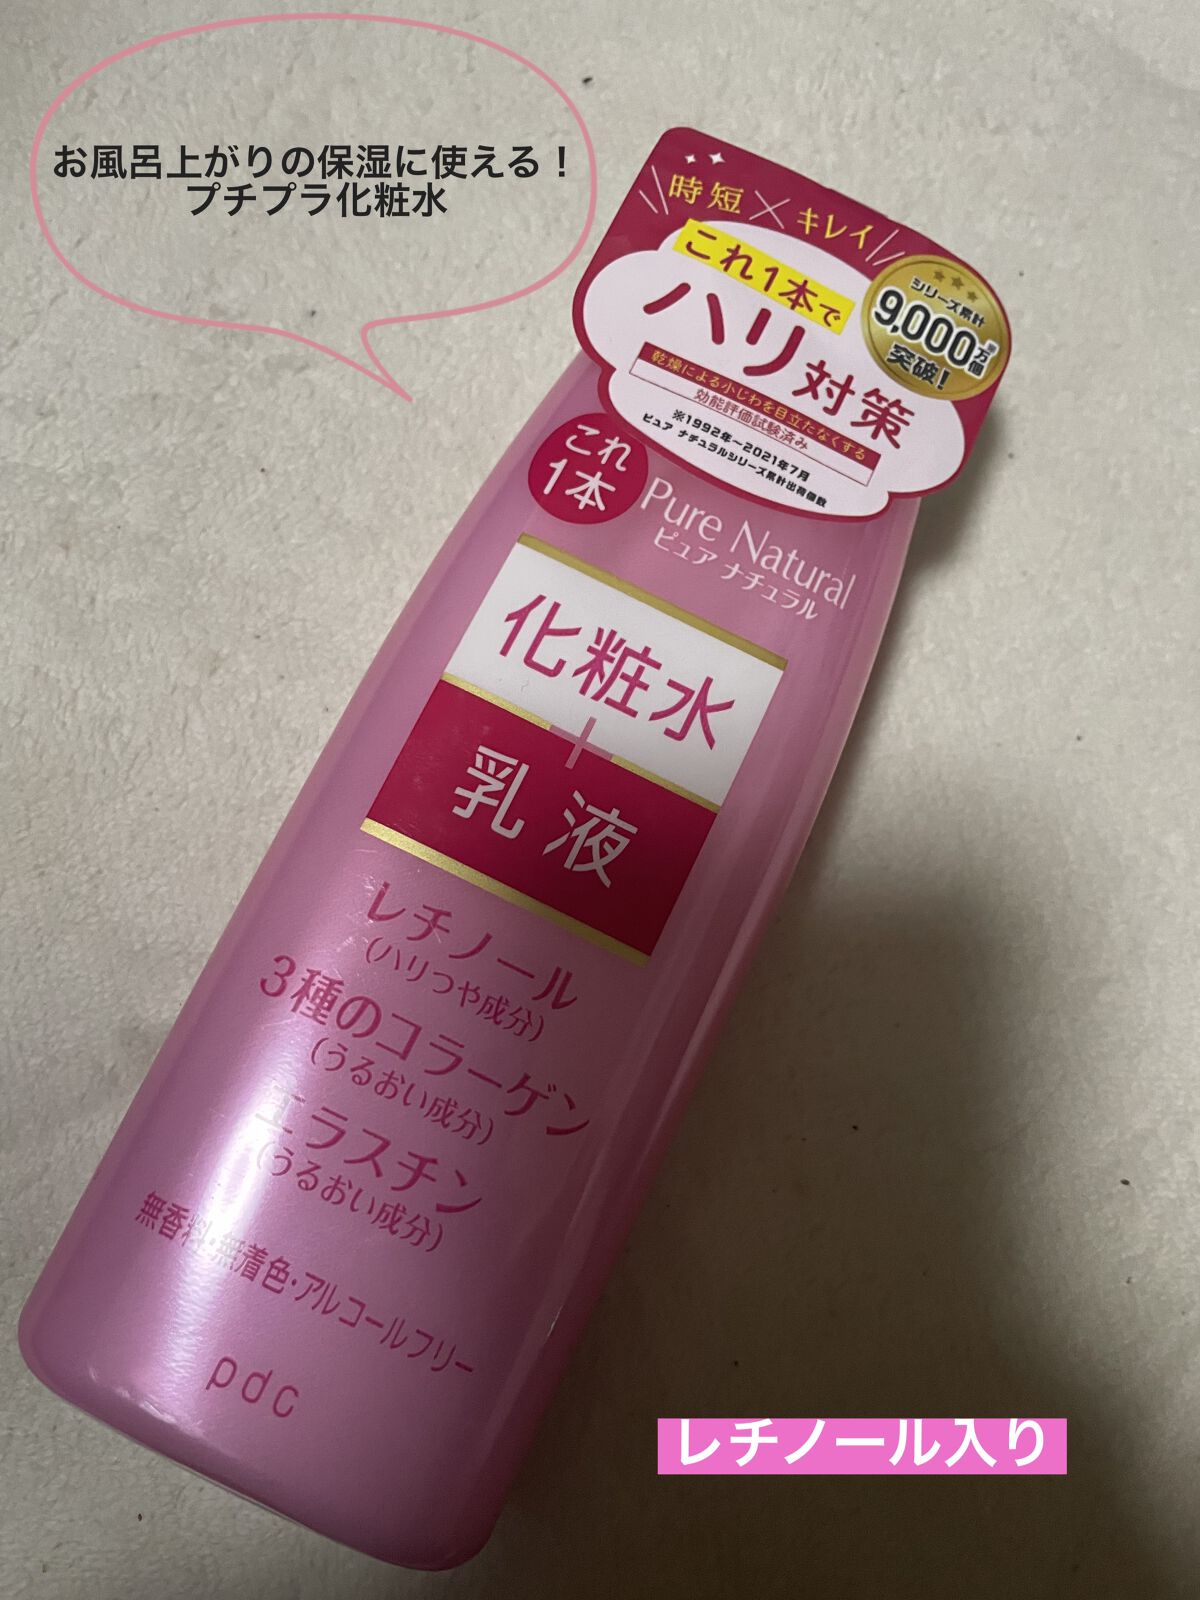 お風呂上がりの保湿に使える！
プチプラ化粧水
時短×キレイ
これ1本で
ハリ対策
シリーズ累計
9,000万個※
突破！
乾燥による小じわを目立たなくする
効能評価試験済み
※1992年～2021年7月
ピュア ナチュラルシリーズ累計出荷個数
これ
1本
Pure Natural
ピュア ナチュラル
化粧水
+
乳液
レチノール
(ハリつや成分)
3種のコラーゲン
(うるおい成分)
エラスチン
(うるおい成分)
無香料・無着色・アルコールフリー
pdc
レチノール入り